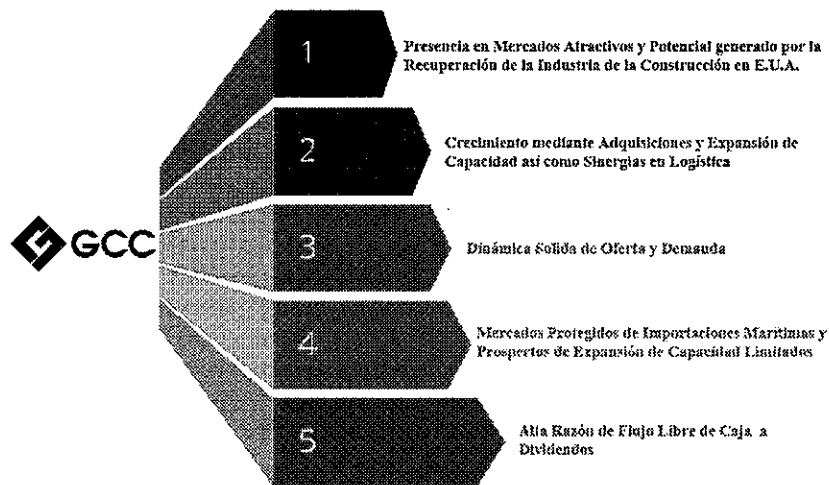 1
Presencia en Mercados Atractivos y Potencial generado por la
Recuperación de la Industria de la Construcción en E.U.A.
2
Crecimiento mediante Adquisiciones y Expansión de
Capacidad así como Sinergias en Logística
GCC
3
Dinámica Solida de Oferta y Demanda
4
Mercados Protegidos de Importaciones Marítimas y
Prospectos de Expansión de Capacidad Limitados
5
Alta Razón de Flujo Libre de Caja a
Dividendos